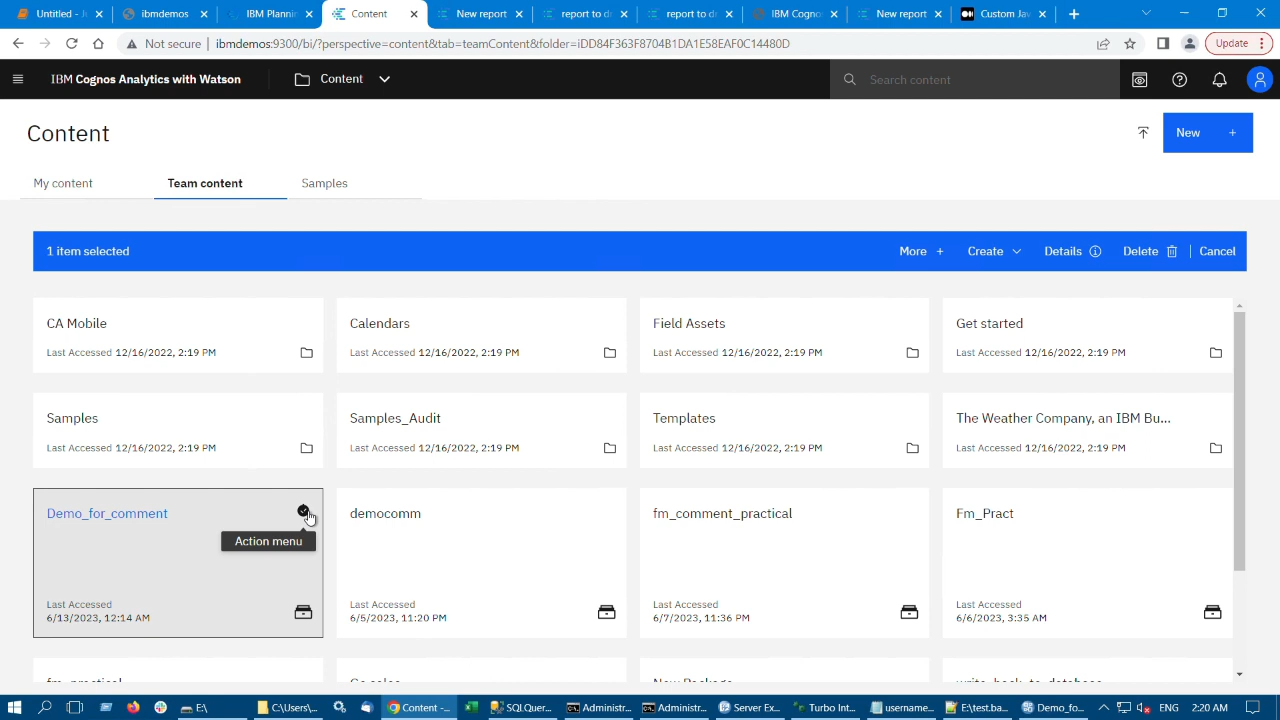 Untitled - Ju
ibmdemos
IBM Plannin
Content
New report
report to dr
report to dr
IBM Cogno
New report
Custom Jav
Not secure
ibmdemos:9300/bi/?perspective=content&tab=teamContent&folder=iDD84F363F8704B1DA1E58EAF0C14480D
Update
IBM Cognos Analytics with Watson
Content
Search content
Content
New +
My content
Team content
Samples
1 item selected
More +
Create
Details
Delete
Cancel
CA Mobile
Last Accessed 12/16/2022, 2:19 PM
Calendars
Last Accessed 12/16/2022, 2:19 PM
Field Assets
Last Accessed 12/16/2022, 2:19 PM
Get started
Last Accessed 12/16/2022, 2:19 PM
Samples
Last Accessed 12/16/2022, 2:19 PM
Samples_Audit
Last Accessed 12/16/2022, 2:19 PM
Templates
Last Accessed 12/16/2022, 2:19 PM
The Weather Company, an IBM Bu...
Last Accessed 12/16/2022, 2:19 PM
Demo_for_comment
Action menu
Last Accessed
6/13/2023, 12:14 AM
democomm
Last Accessed
6/5/2023, 11:20 PM
fm_comment_practical
Last Accessed
6/7/2023, 11:36 PM
Fm_Pract
Last Accessed
6/6/2023, 3:35 AM
E:\
C:\Users\...
Content -...
SQLQuer...
Administr...
Administr...
Server Ex...
Turbo Int...
username...
E:\test.ba...
Demo_fo...
ENG
2:20 AM